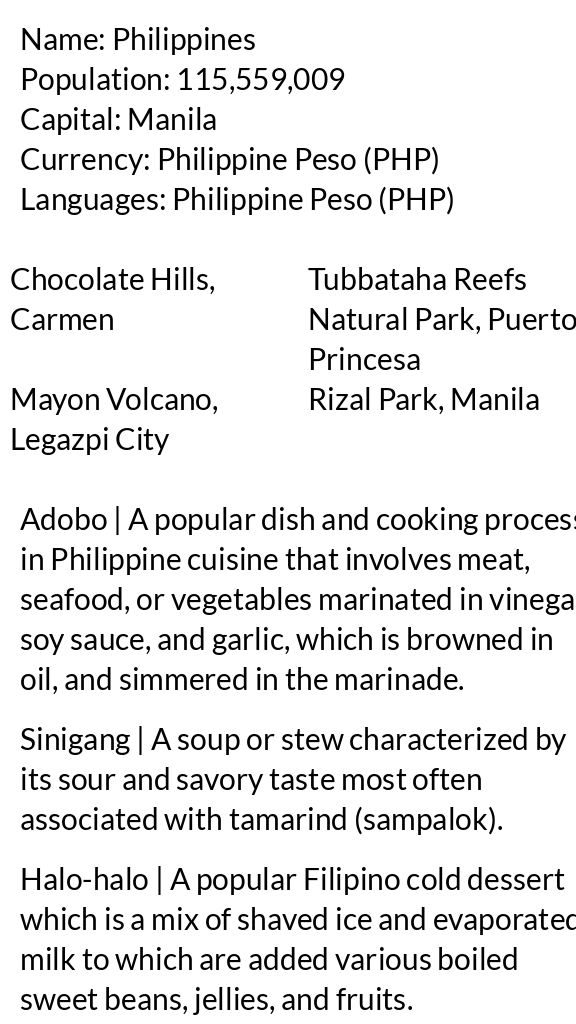 Name: Philippines
Population: 115,559,009
Capital: Manila
Currency: Philippine Peso (PHP)
Languages: Philippine Peso (PHP)
Chocolate Hills,
Carmen
Tubbataha Reefs
Natural Park, Puerto
Princesa
Mayon Volcano,
Legazpi City
Rizal Park, Manila
Adobo | A popular dish and cooking process
in Philippine cuisine that involves meat,
seafood, or vegetables marinated in vinega
soy sauce, and garlic, which is browned in
oil, and simmered in the marinade.
Sinigang | A soup or stew characterized by
its sour and savory taste most often
associated with tamarind (sampalok).
Halo-halo | A popular Filipino cold dessert
which is a mix of shaved ice and evaporated
milk to which are added various boiled
sweet beans, jellies, and fruits.